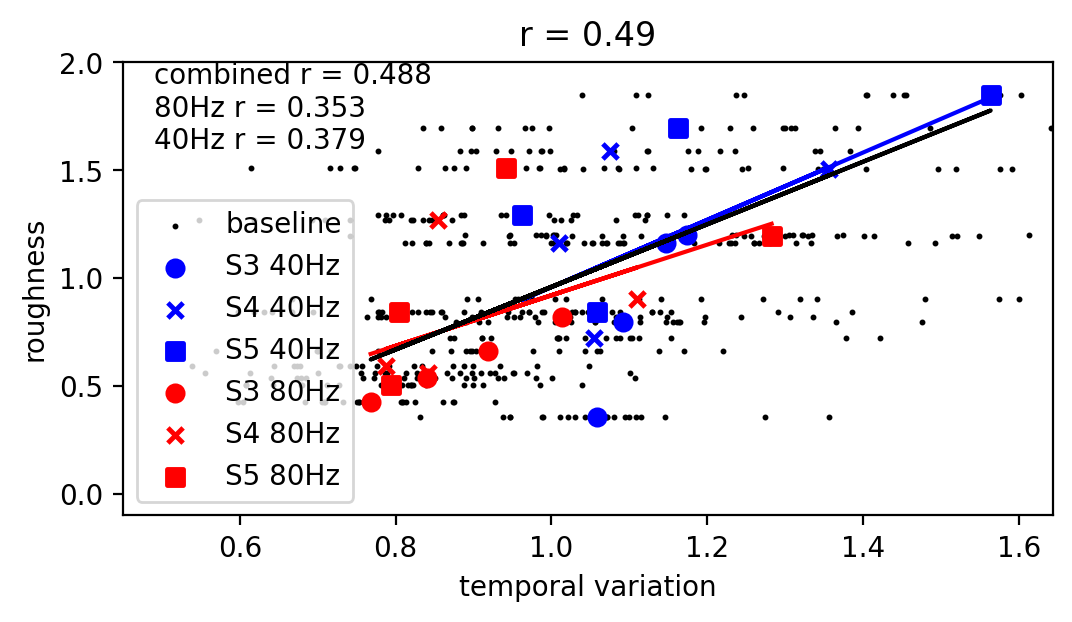 r = 0.49
combined r = 0.488
80Hz r = 0.353
40Hz r = 0.379
2.0
1.5
1.0
0.5
0.0
roughness
baseline
S3 40Hz
S4 40Hz
S5 40Hz
S3 80Hz
S4 80Hz
S5 80Hz
0.6 0.8 1.0 1.2 1.4 1.6
temporal variation